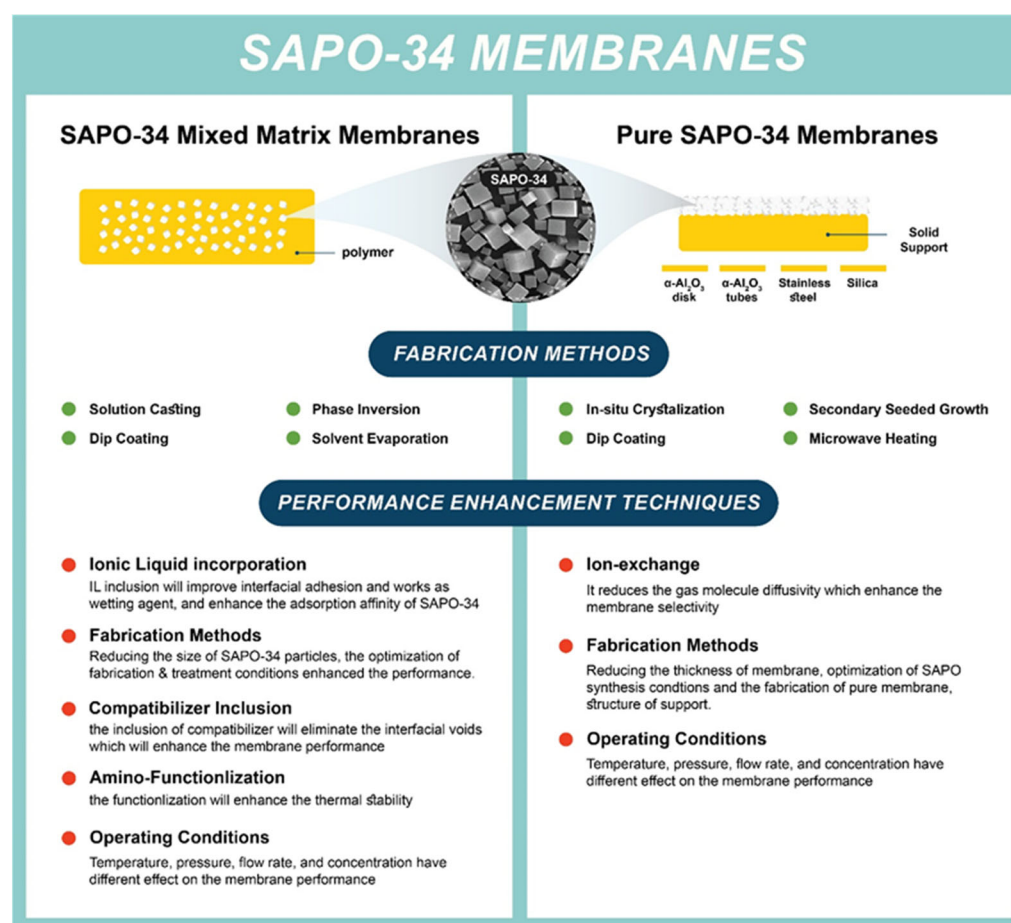 SAPO-34 MEMBRANES
SAPO-34 Mixed Matrix Membranes
polymer
SAPO-34
Pure SAPO-34 Membranes
Solid
Support
α-Al₂O₃
disk
α-Al₂O₃
tubes
Stainless
steel
Silica
FABRICATION METHODS
Solution Casting
Phase Inversion
Dip Coating
Solvent Evaporation
In-situ Crystalization
Secondary Seeded Growth
Dip Coating
Microwave Heating
PERFORMANCE ENHANCEMENT TECHNIQUES
Ionic Liquid incorporation
IL inclusion will improve interfacial adhesion and works as
wetting agent, and enhance the adsorption affinity of SAPO-34
Fabrication Methods
Reducing the size of SAPO-34 particles, the optimization of
fabrication & treatment conditions enhanced the performance.
Compatibilizer Inclusion
the inclusion of compatibilizer will eliminate the interfacial voids
which will enhance the membrane performance
Amino-Functionlization
the functionlization will enhance the thermal stability
Operating Conditions
Temperature, pressure, flow rate, and concentration have
different effect on the membrane performance
Ion-exchange
It reduces the gas molecule diffusivity which enhance the
membrane selectivity
Fabrication Methods
Reducing the thickness of membrane, optimization of SAPO
synthesis condtions and the fabrication of pure membrane,
structure of support.
Operating Conditions
Temperature, pressure, flow rate, and concentration have
different effect on the membrane performance